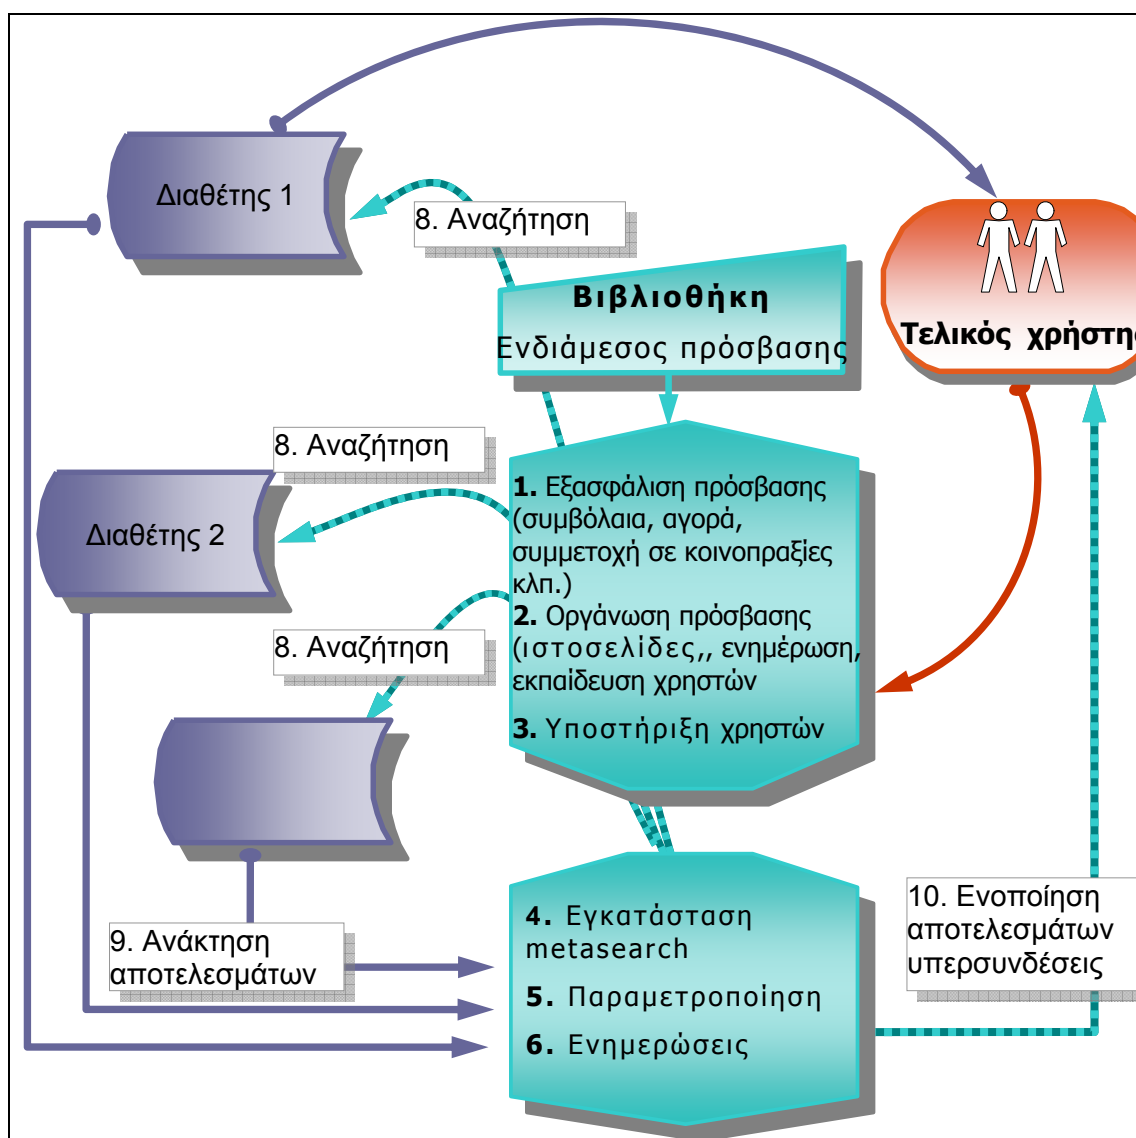 Διαθέτης 1
8. Αναζήτηση
Βιβλιοθήκη
Ενδιάμεσος πρόσβασης
Τελικός χρήστης
8. Αναζήτηση
Διαθέτης 2
1. Εξασφάλιση πρόσβασης
(συμβόλαια, αγορά,
συμμετοχή σε κοινοπραξίες
κλπ.)
2. Οργάνωση πρόσβασης
(ιστοσελίδες,, ενημέρωση,
εκπαίδευση χρηστών
3. Υποστήριξη χρηστών
8. Αναζήτηση
9. Ανάκτηση
αποτελεσμάτων
4. Εγκατάσταση
metasearch
5. Παραμετροποίηση
6. Ενημερώσεις
10. Ενοποίηση
αποτελεσμάτων
υπερσυνδέσεις